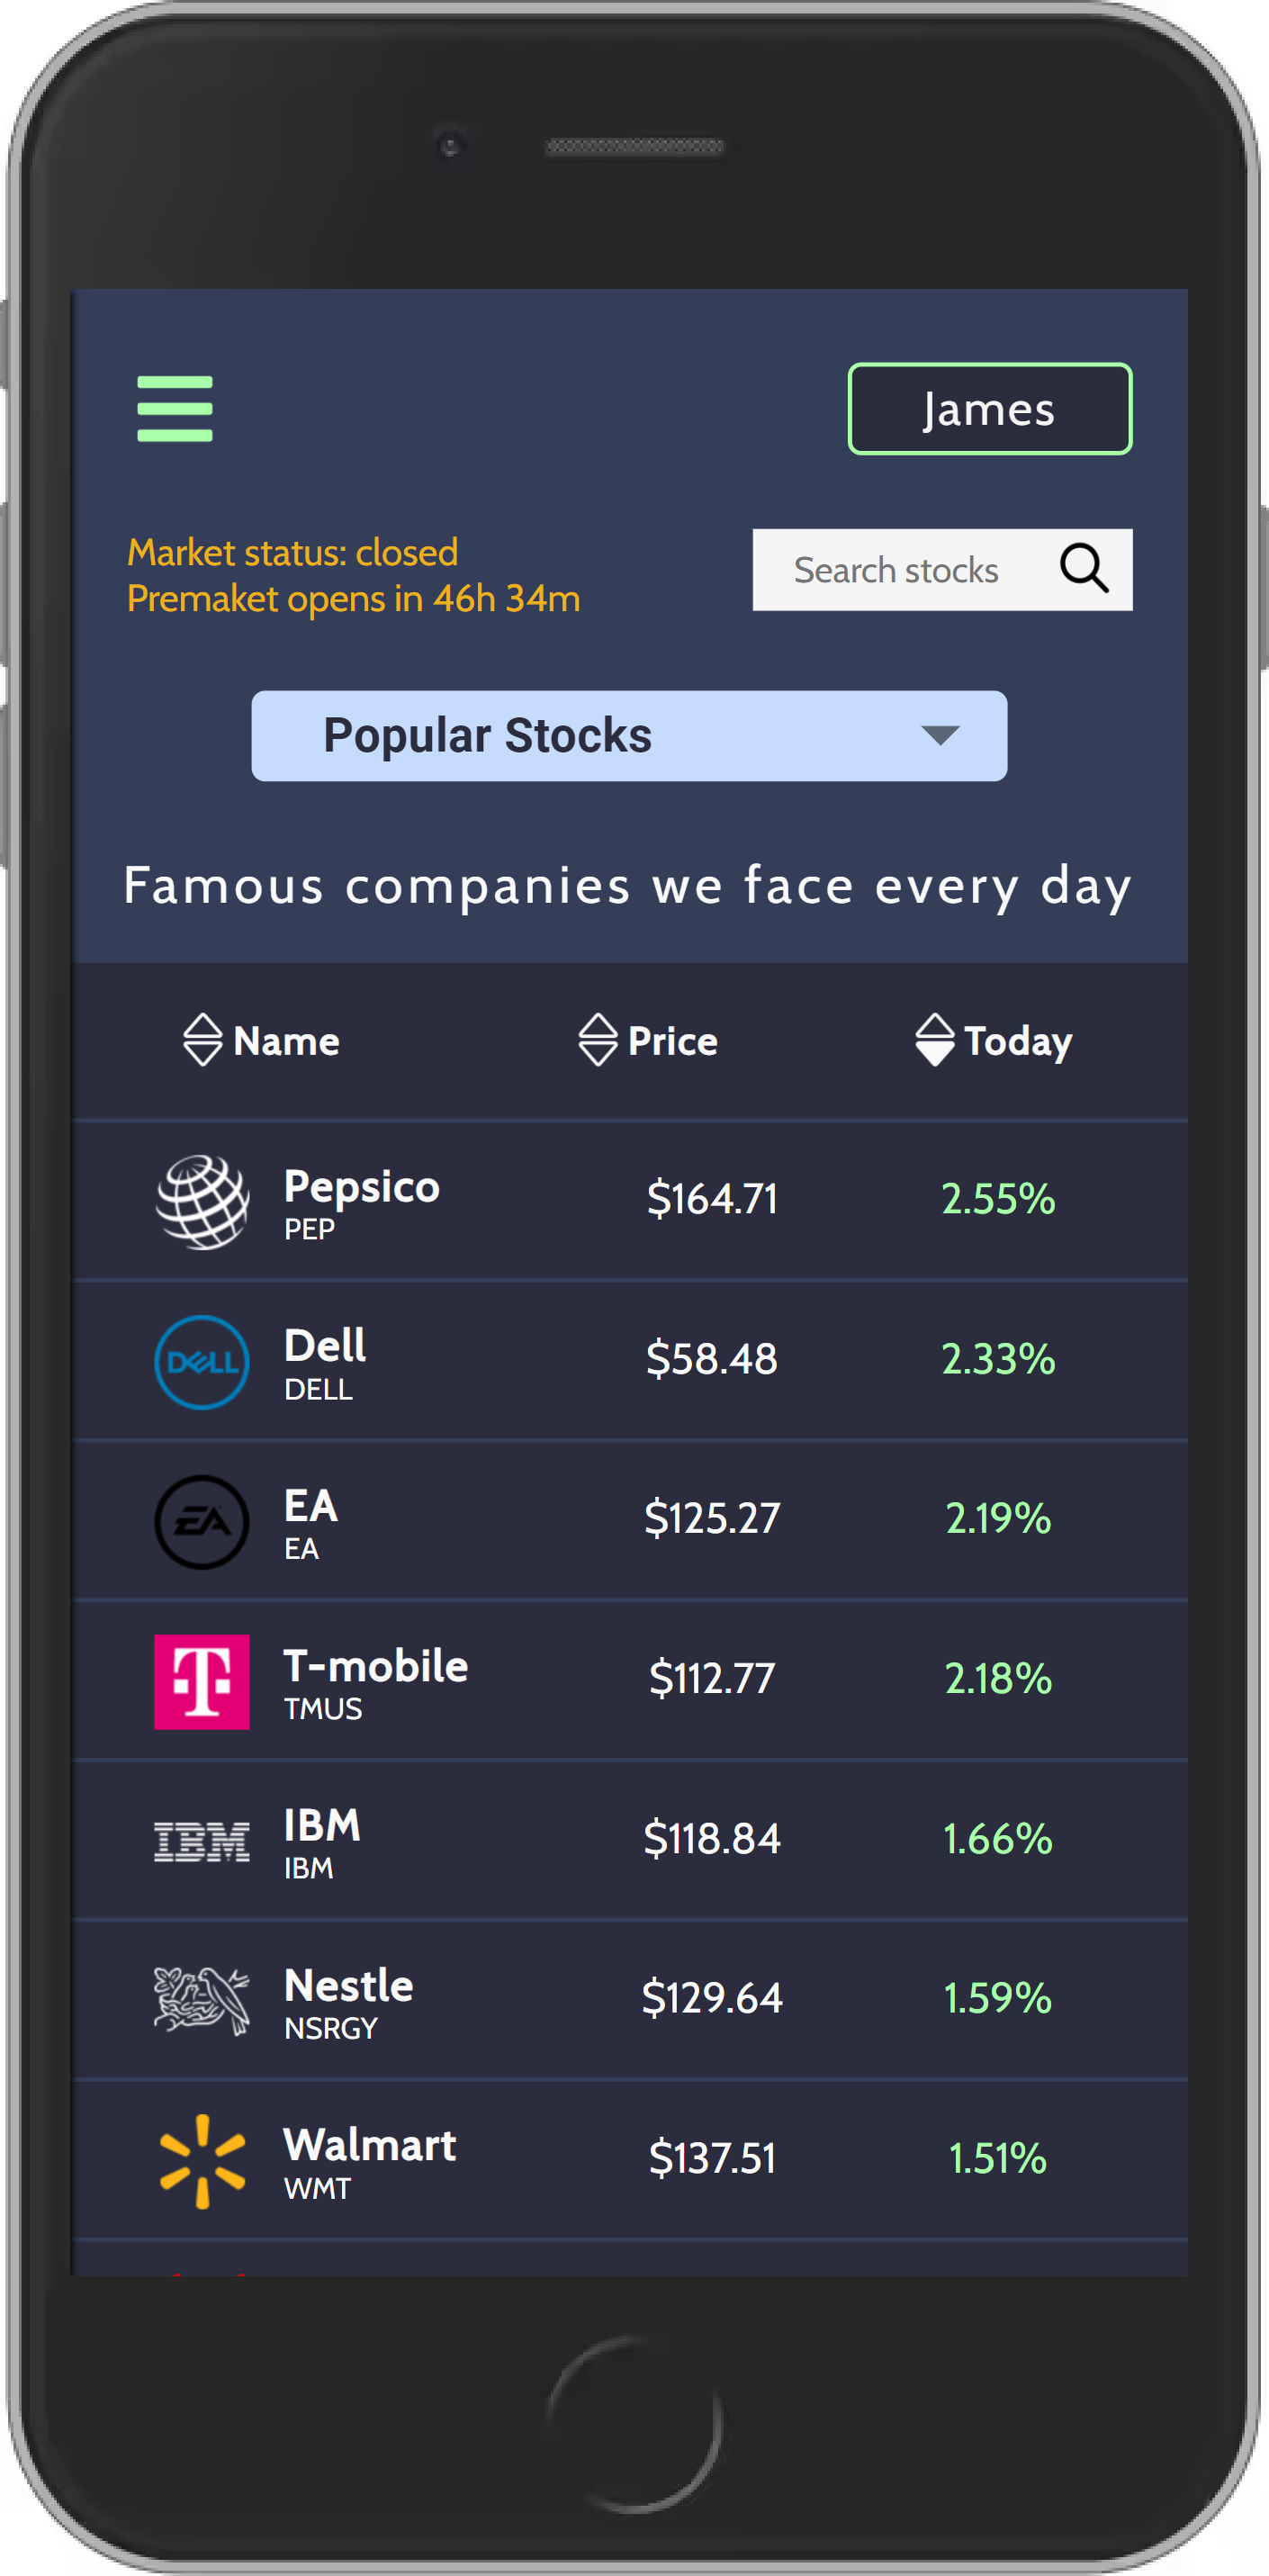 James
Market status: closed
Premaket opens in 46h 34m
Search stocks
Popular Stocks
Famous companies we face every day
Name Price Today
Pepsico $164.71 2.55%
PEP
DELL Dell $58.48 2.33%
DELL
EA EA $125.27 2.19%
EA
T T-mobile $112.77 2.18%
TMUS
IBM IBM $118.84 1.66%
IBM
Nestle $129.64 1.59%
NSRGY
Walmart $137.51 1.51%
WMT